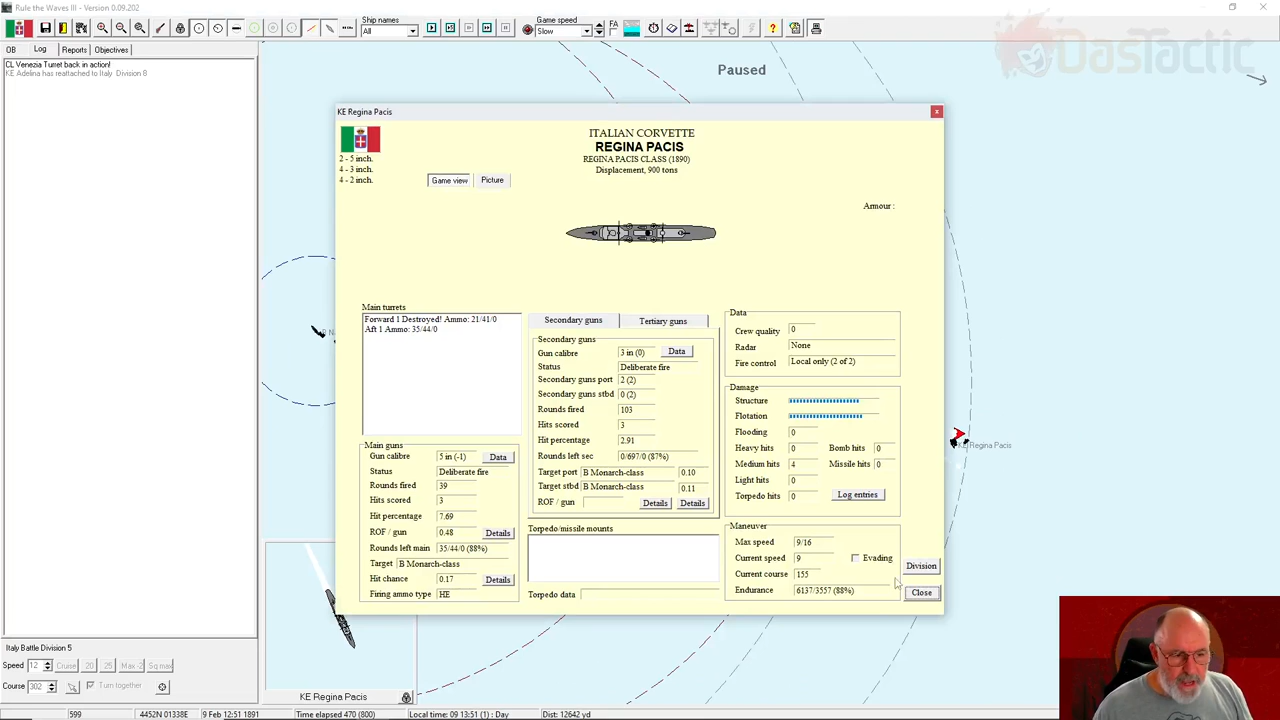 Rule the Waves III - Version 0.09.202
Ship names
All
Game speed
Slow
FA
OB
Log
Reports
Objectives
CL Venezia Turret back in action!
KE Adelina has reattached to Italy Division 8
Paused
DasTactic
KE Regina Pacis
ITALIAN CORVETTE
REGINA PACIS
REGINA PACIS CLASS (1890)
Displacement, 900 tons
2 - 5 inch.
4 - 3 inch.
4 - 2 inch.
Game view
Picture
Armour :
Main turrets
Forward 1 Destroyed! Ammo: 21/41/0
Aft 1 Ammo: 35/44/0
Main guns
Gun calibre 5 in (-1) Data
Status Deliberate fire
Rounds fired 39
Hits scored 3
Hit percentage 7.69
ROF / gun 0.48 Details
Rounds left main 35/44/0 (88%)
Target B Monarch-class
Hit chance 0.17 Details
Firing ammo type HE
Secondary guns
Tertiary guns
Secondary guns
Gun calibre 3 in (0) Data
Status Deliberate fire
Secondary guns port 2 (2)
Secondary guns stbd 0 (2)
Rounds fired 103
Hits scored 3
Hit percentage 2.91
Rounds left sec 0/697/0 (87%)
Target port B Monarch-class 0.10
Target stbd B Monarch-class 0.11
ROF / gun Details Details
Torpedo/missile mounts
Torpedo data
Data
Crew quality 0
Radar None
Fire control Local only (2 of 2)
Damage
Structure
Flotation
Flooding 0
Heavy hits 0 Bomb hits 0
Medium hits 4 Missile hits 0
Light hits 0
Torpedo hits 0 Log entries
Maneuver
Max speed 9/16
Current speed 9 Evading
Current course 155
Endurance 6137/3557 (88%)
Division
Close
KE Regina Pacis
KE Regina Pacis
Italy Battle Division 5
Speed 12 Cruise 20 25 Max -2 Sq max
Course 302 Turn together
599
4452N 01338E
9 Feb 12:51 1891
Time elapsed 470 (800)
Local time: 09 13:51 (1) : Day
Dist: 12642 yd